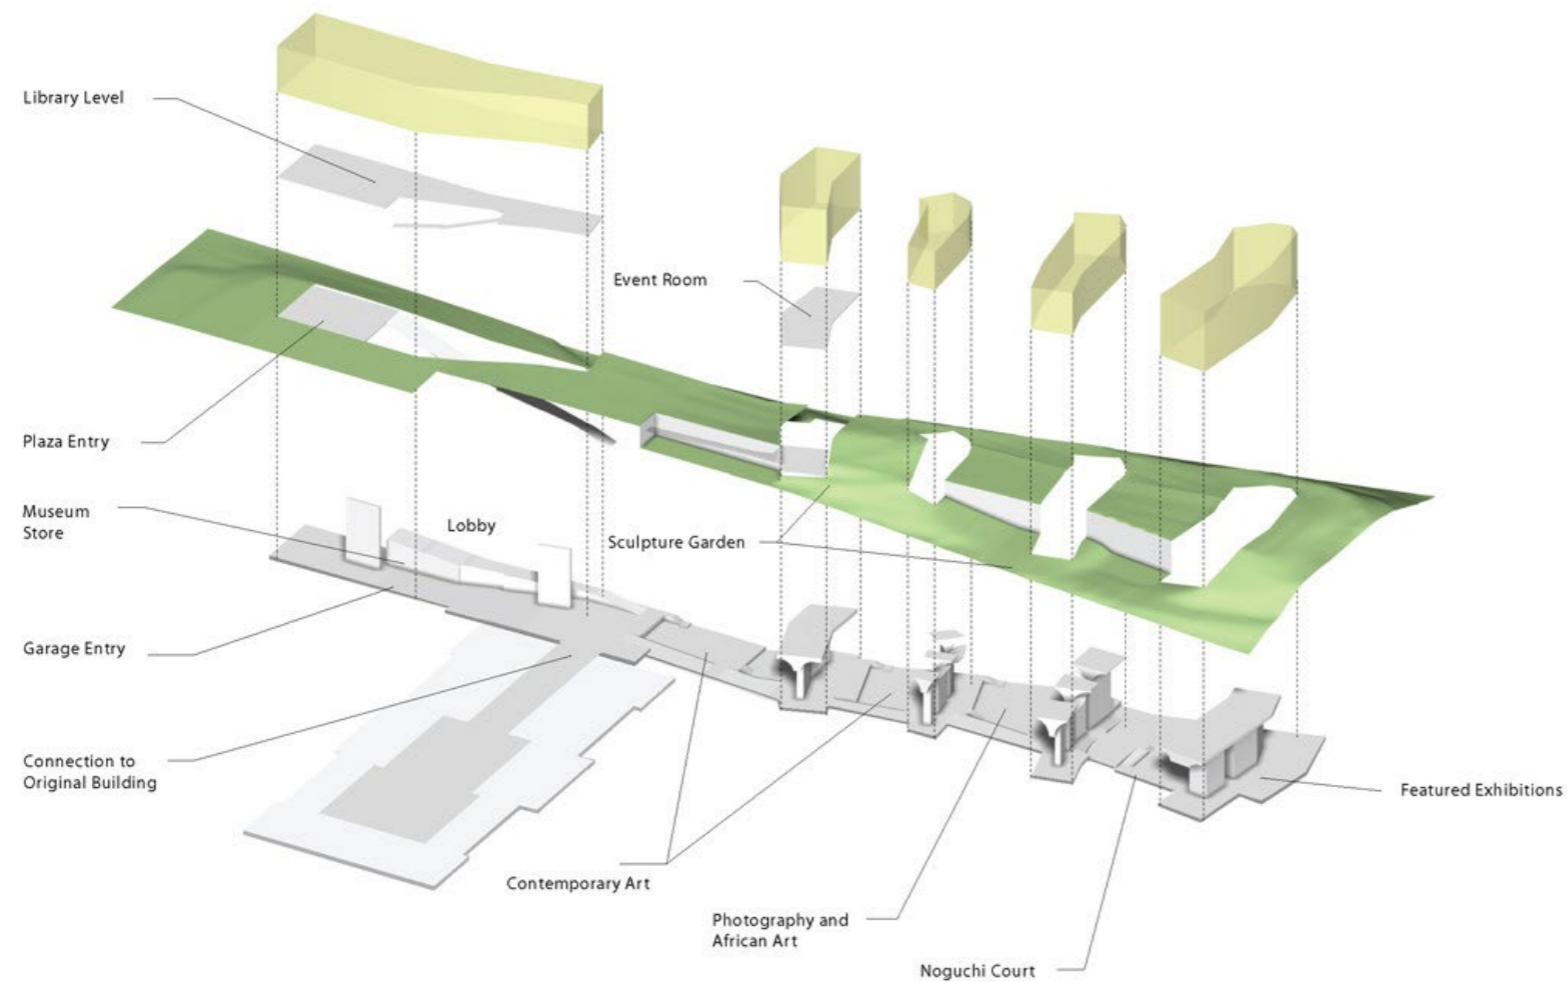 Library Level
Event Room
Plaza Entry
Museum
Store
Lobby
Sculpture Garden
Garage Entry
Connection to
Original Building
Featured Exhibitions
Contemporary Art
Photography and
African Art
Noguchi Court